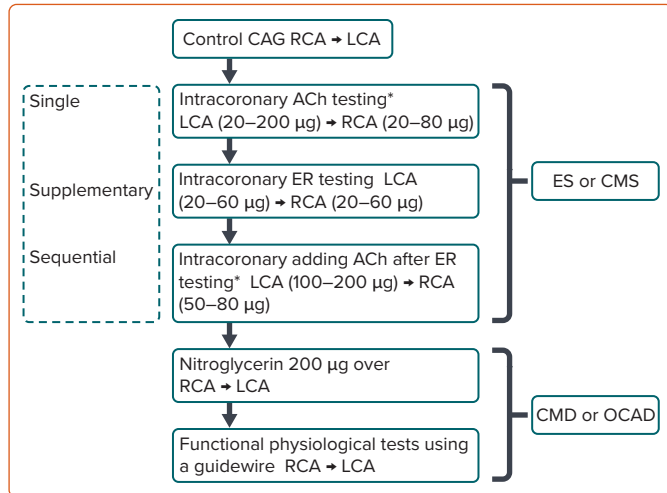 Control CAG RCA → LCA
Single
Intracoronary ACh testing*
LCA (20–200 µg) → RCA (20–80 µg)
Supplementary
Intracoronary ER testing LCA
(20–60 µg) → RCA (20–60 µg)
ES or CMS
Sequential
Intracoronary adding ACh after ER
testing* LCA (100–200 µg) → RCA
(50–80 µg)
Nitroglycerin 200 µg over
RCA → LCA
CMD or OCAD
Functional physiological tests using
a guidewire RCA → LCA